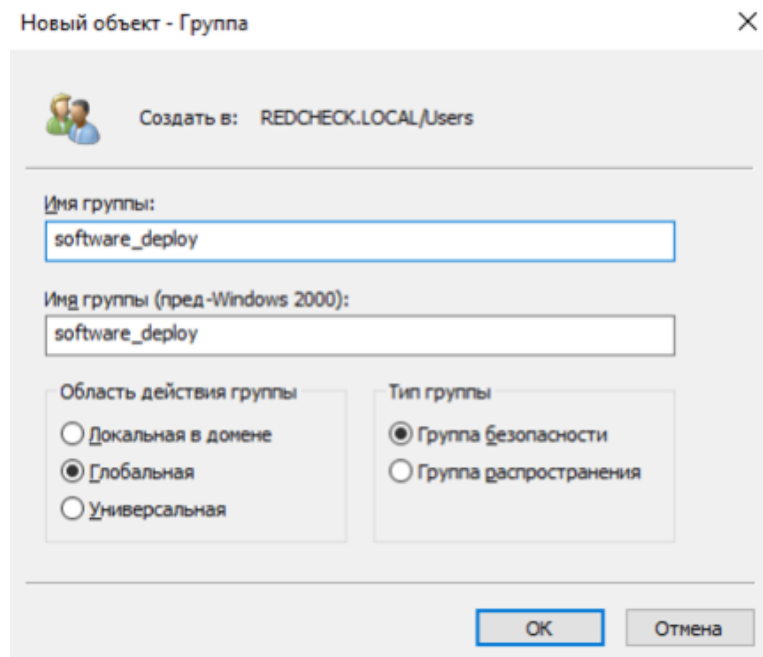 Новый объект - Группа
Создать в: REDCHECK.LOCAL/Users
Имя группы:
software_deploy
Имя группы (пред-Windows 2000):
software_deploy
Область действия группы
Локальная в домене
Глобальная
Универсальная
Тип группы
Группа безопасности
Группа распространения
ОК
Отмена